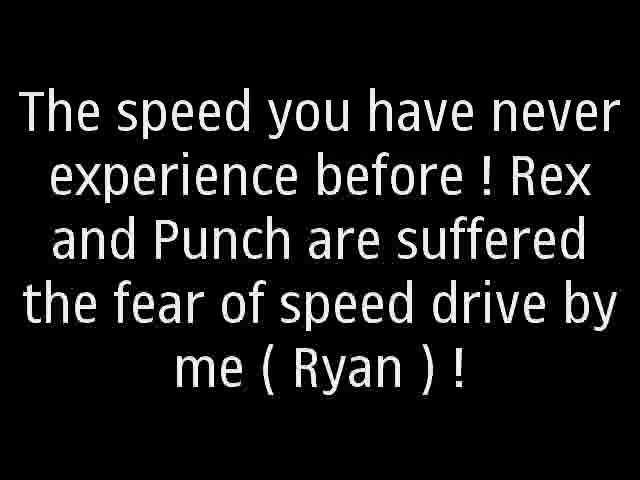 The speed you have never
experience before ! Rex
and Punch are suffered
the fear of speed drive by
me ( Ryan ) !